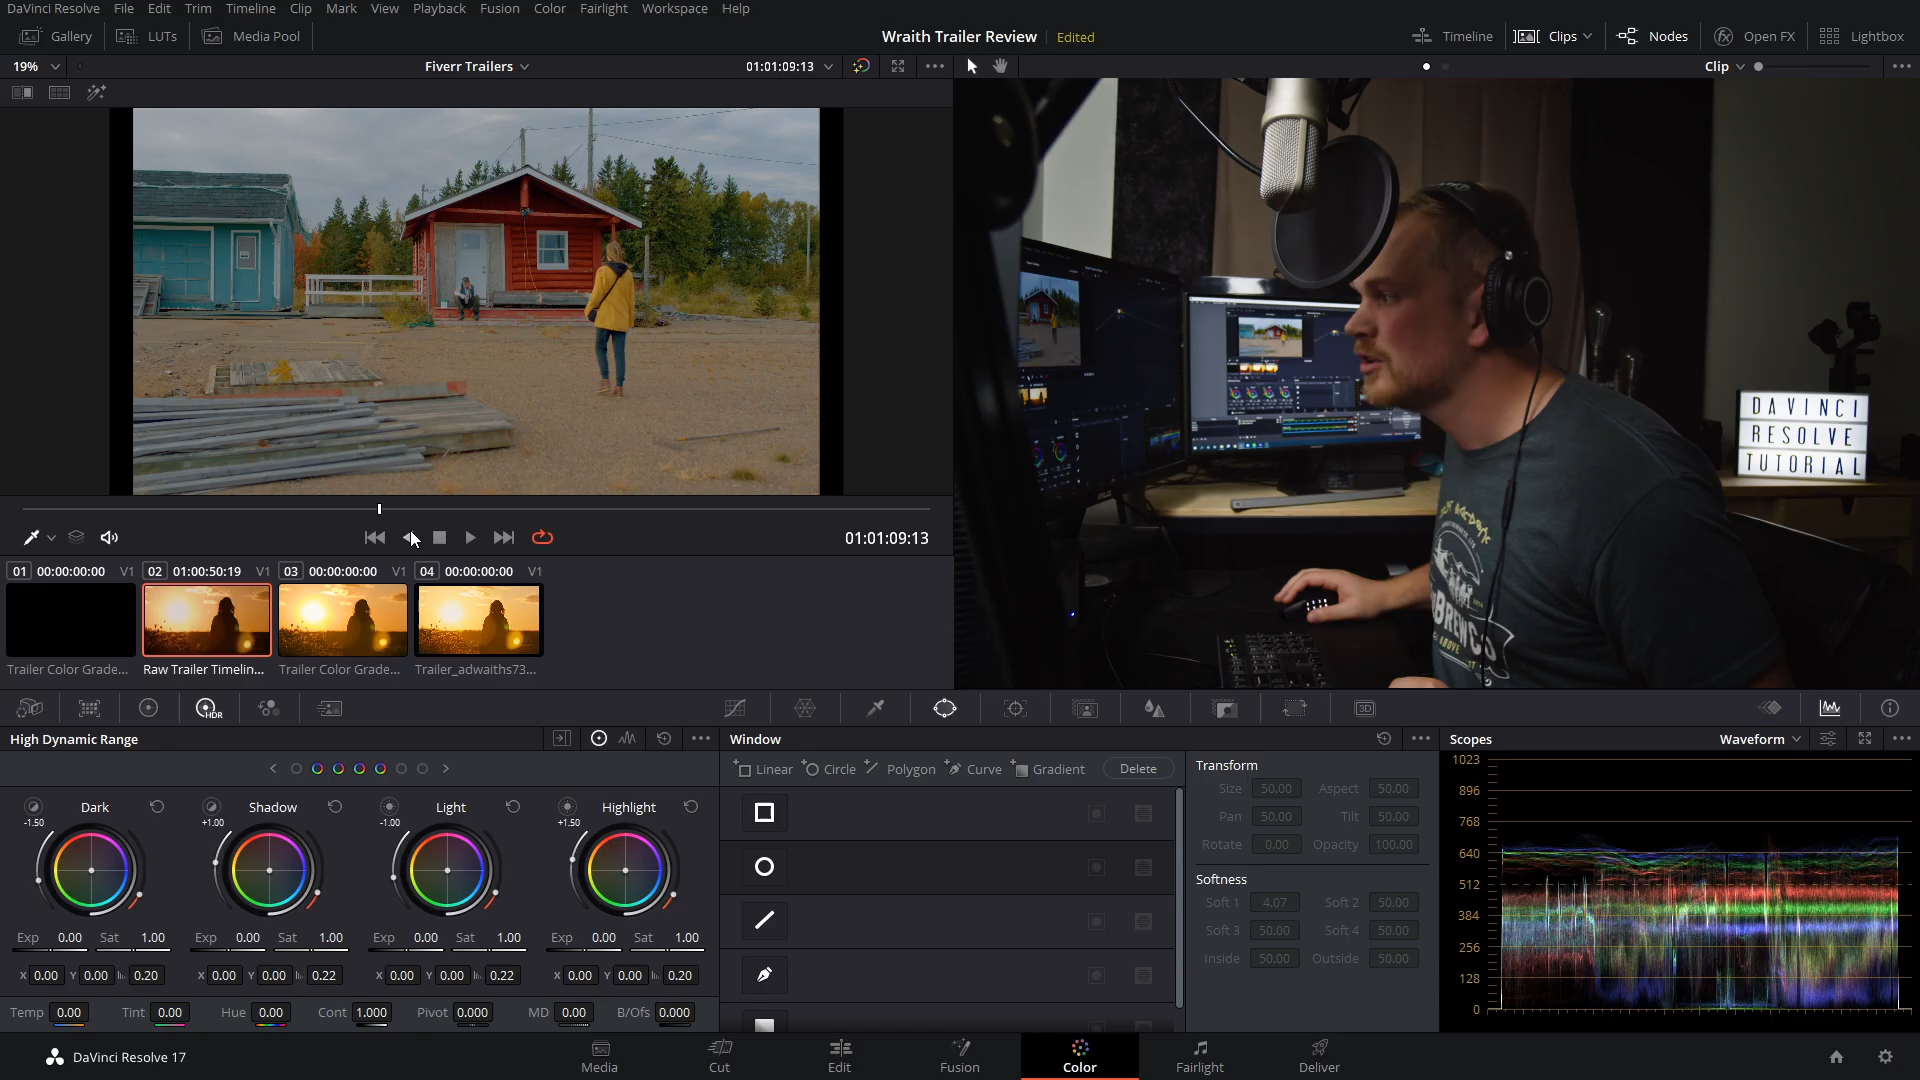 DaVinci Resolve File Edit Trim Timeline Clip Mark View Playback Fusion Color Fairlight Workspace Help
Gallery LUTs Media Pool Wraith Trailer Review Edited Timeline Clips Nodes fx Open FX Lightbox
19% Fiverr Trailers 01:01:09:13 Clip
DAVINCI
RESOLVE
TUTORIAL
01:01:09:13
01 00:00:00:00 V1 02 01:00:50:19 V1 03 00:00:00:00 V1 04 00:00:00:00 V1
Trailer Color Grade... Raw Trailer Timelin... Trailer Color Grade... Trailer_adwaiths73...
HDR 3D
High Dynamic Range Window Scopes Waveform
Linear Circle Polygon Curve Gradient Delete
Dark Shadow Light Highlight
-1.50 +1.00 -1.00 +1.50
Exp 0.00 Sat 1.00 Exp 0.00 Sat 1.00 Exp 0.00 Sat 1.00 Exp 0.00 Sat 1.00
X 0.00 Y 0.00 0.20 X 0.00 Y 0.00 0.22 X 0.00 Y 0.00 0.22 X 0.00 Y 0.00 0.20
Temp 0.00 Tint 0.00 Hue 0.00 Cont 1.000 Pivot 0.000 MD 0.00 B/Ofs 0.000
Transform
Size 50.00 Aspect 50.00
Pan 50.00 Tilt 50.00
Rotate 0.00 Opacity 100.00
Softness
Soft 1 4.07 Soft 2 50.00
Soft 3 50.00 Soft 4 50.00
Inside 50.00 Outside 50.00
1023
896
768
640
512
384
256
128
0
DaVinci Resolve 17 Media Cut Edit Fusion Color Fairlight Deliver